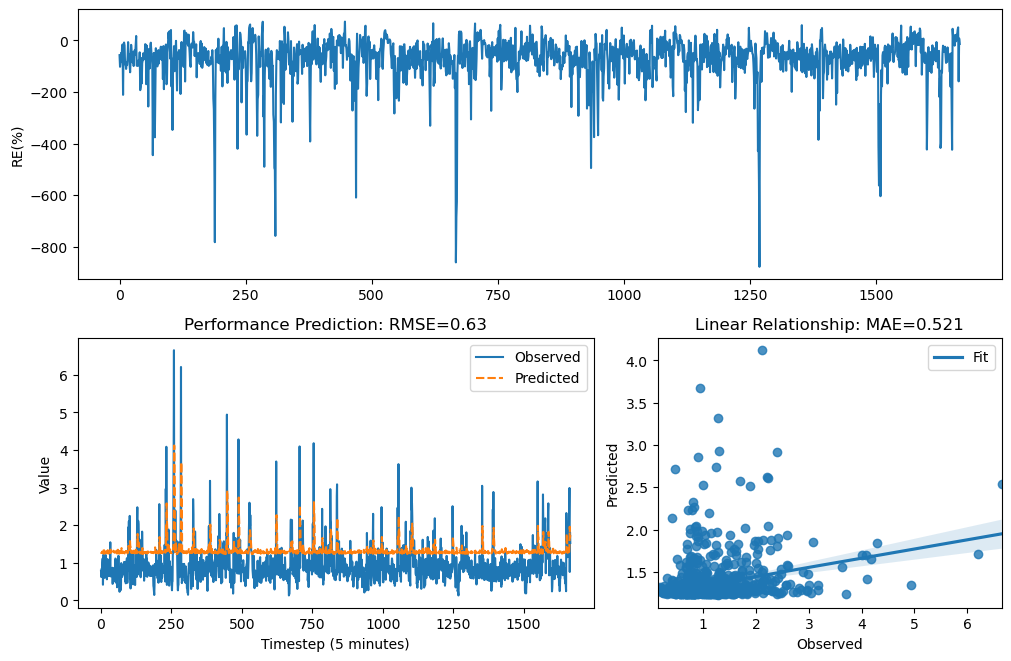 0
−200
−400
−600
−800
RE(%)
0 250 500 750 1000 1250 1500
Performance Prediction: RMSE=0.63
Observed
Predicted
6
5
4
3
2
1
0
Value
0 250 500 750 1000 1250 1500
Timestep (5 minutes)
Linear Relationship: MAE=0.521
Fit
4.0
3.5
3.0
2.5
2.0
1.5
Predicted
1 2 3 4 5 6
Observed